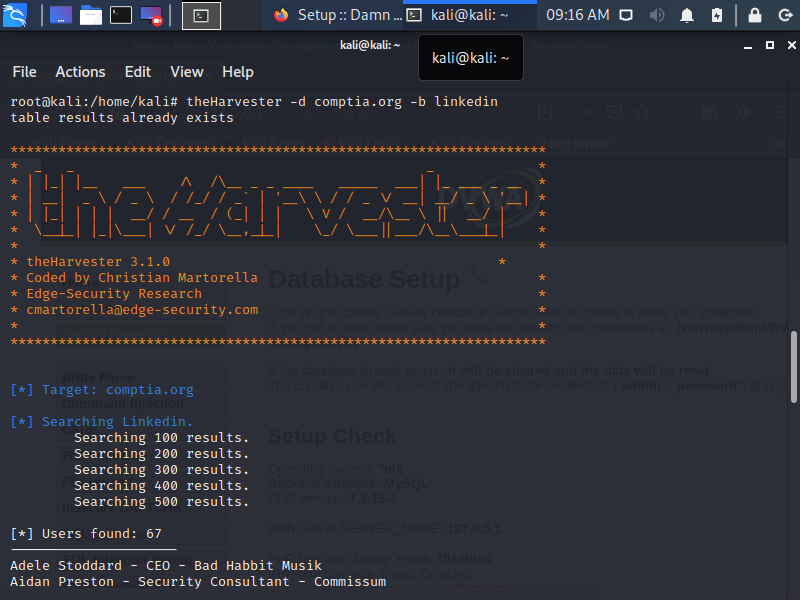 Setup :: Damn ...
kali@kali: ~
09:16 AM
kali@kali: ~
kali@kali: ~
File Actions Edit View Help
root@kali:/home/kali# theHarvester -d comptia.org -b linkedin
table results already exists
NetHunter
*******************************************************************
* theHarvester 3.1.0 *
* Coded by Christian Martorella *
* Edge-Security Research *
* cmartorella@edge-security.com *
* *
*******************************************************************
Database Setup
Click on the 'Create / Reset Database' button below to create or reset your database.
If you get an error make sure you have the correct user credentials in: /var/www/html/DV
If the database already exists, it will be cleared and the data will be reset.
You can also use this to reset the administrator credentials ("admin // password") at any
Brute Force
Command Injection
[*] Target: comptia.org
[*] Searching Linkedin.
Searching 100 results.
Searching 200 results.
Searching 300 results.
Searching 400 results.
Searching 500 results.
Setup Check
Operating system: *nix
Backend database: MySQL
PHP version: 7.3.15-3
Web Server SERVER_NAME: 127.0.0.1
PHP function display_errors: Disabled
[*] Users found: 67
Adele Stoddard - CEO - Bad Habbit Musik
Aidan Preston - Security Consultant - Commissum